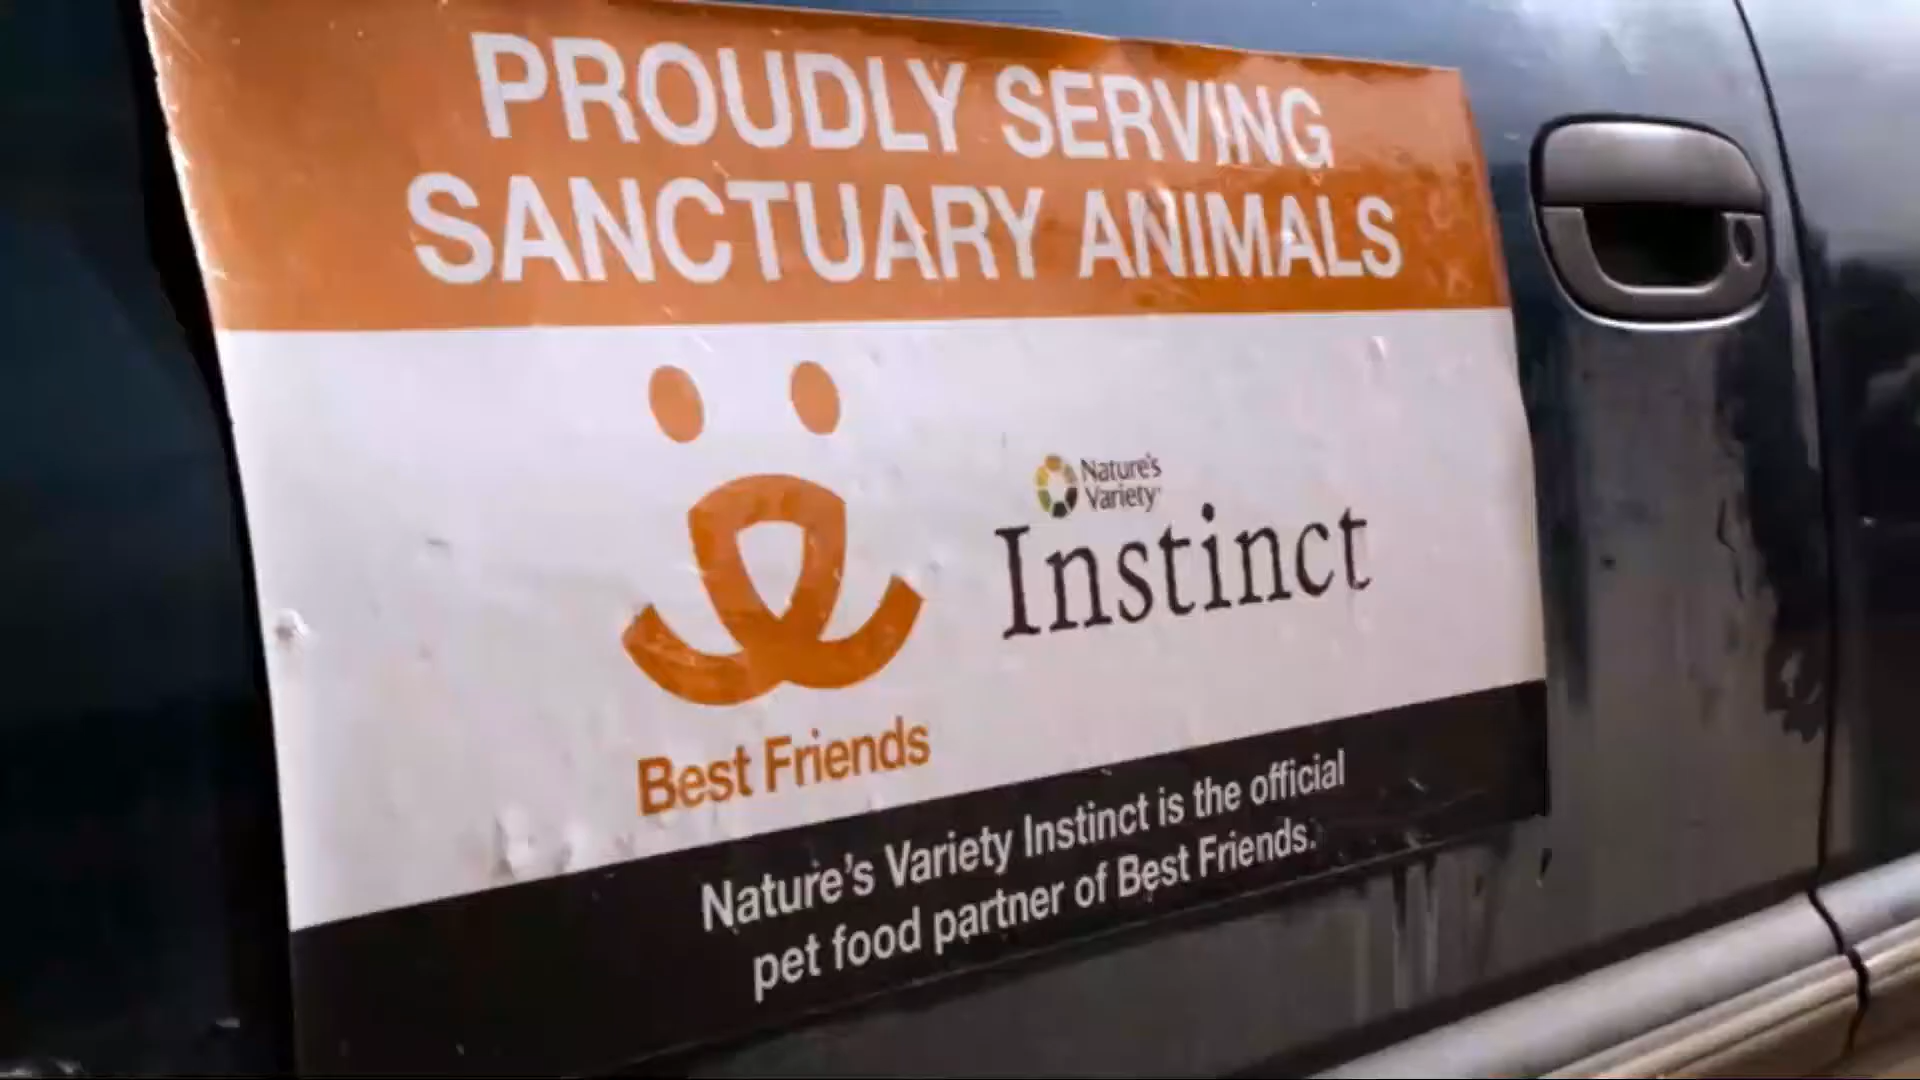 PROUDLY SERVING
SANCTUARY ANIMALS
Nature's
Variety
Instinct
Best Friends
Nature's Variety Instinct is the official
pet food partner of Best Friends.